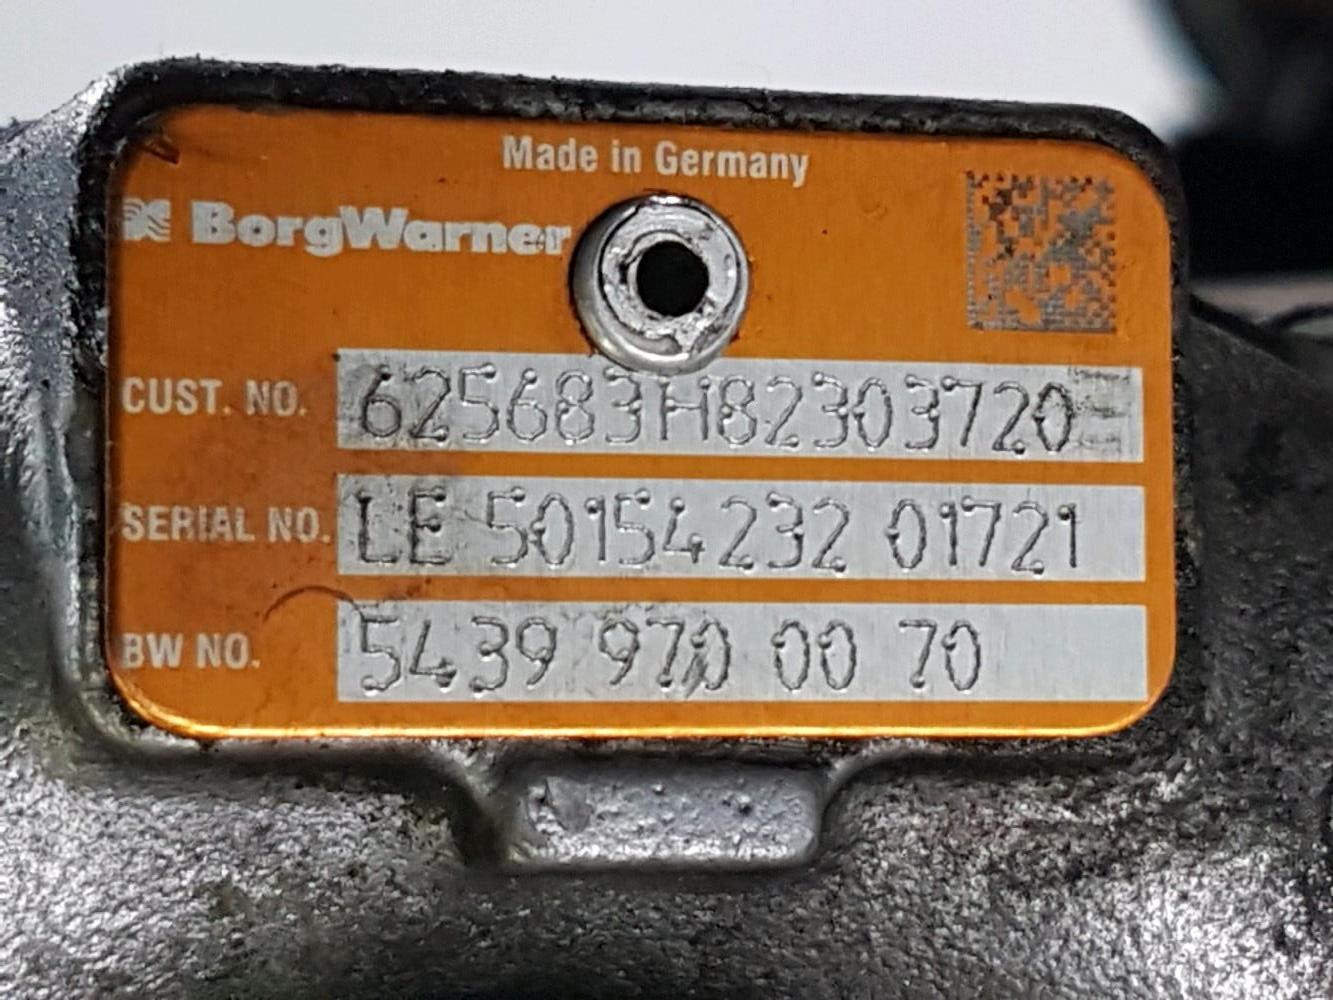 Made in Germany
BorgWarner
CUST. NO. 625683H82303720
SERIAL NO. LE 50154232 01721
BW NO. 5439 970 00 70